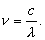 ν = c/λ.